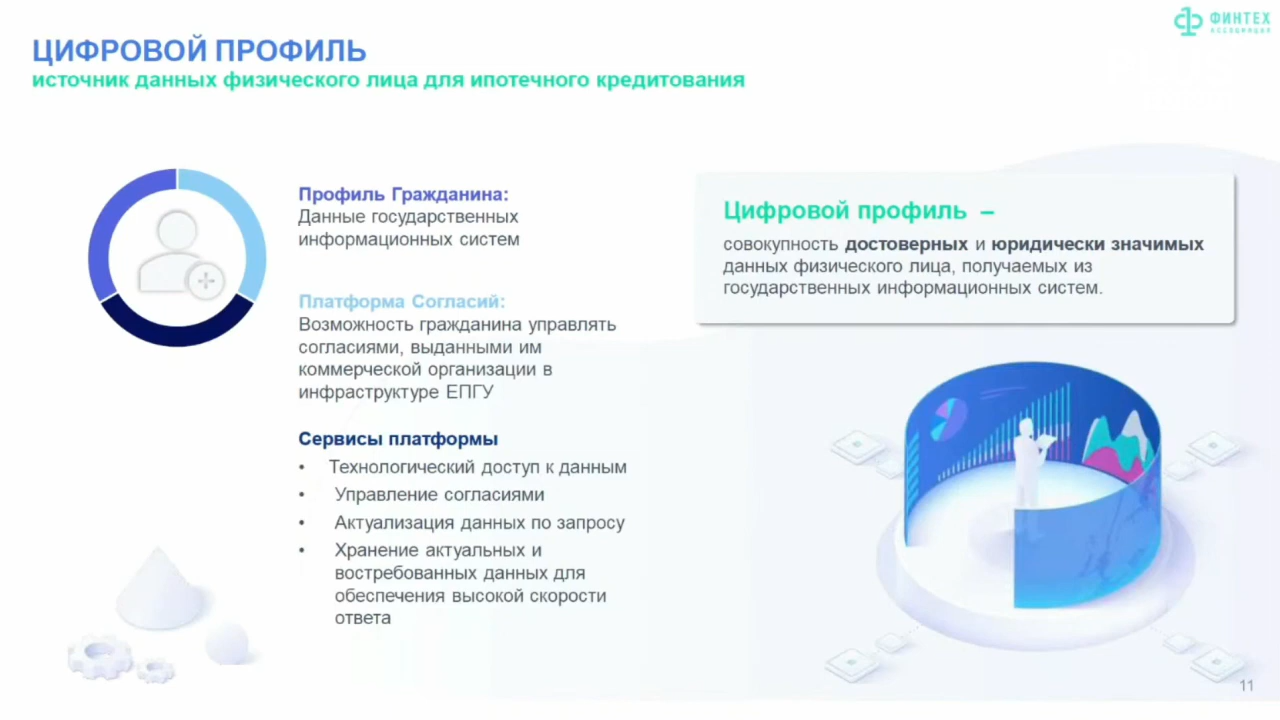 ФИНТЕХ
АССОЦИАЦИЯ
ЦИФРОВОЙ ПРОФИЛЬ
источник данных физического лица для ипотечного кредитования
Профиль Гражданина:
Данные государственных
информационных систем
Платформа Согласий:
Возможность гражданина управлять
согласиями, выданными им
коммерческой организации в
инфраструктуре ЕПГУ
Сервисы платформы
• Технологический доступ к данным
• Управление согласиями
• Актуализация данных по запросу
• Хранение актуальных и
востребованных данных для
обеспечения высокой скорости
ответа
Цифровой профиль –
совокупность достоверных и юридически значимых
данных физического лица, получаемых из
государственных информационных систем.
11